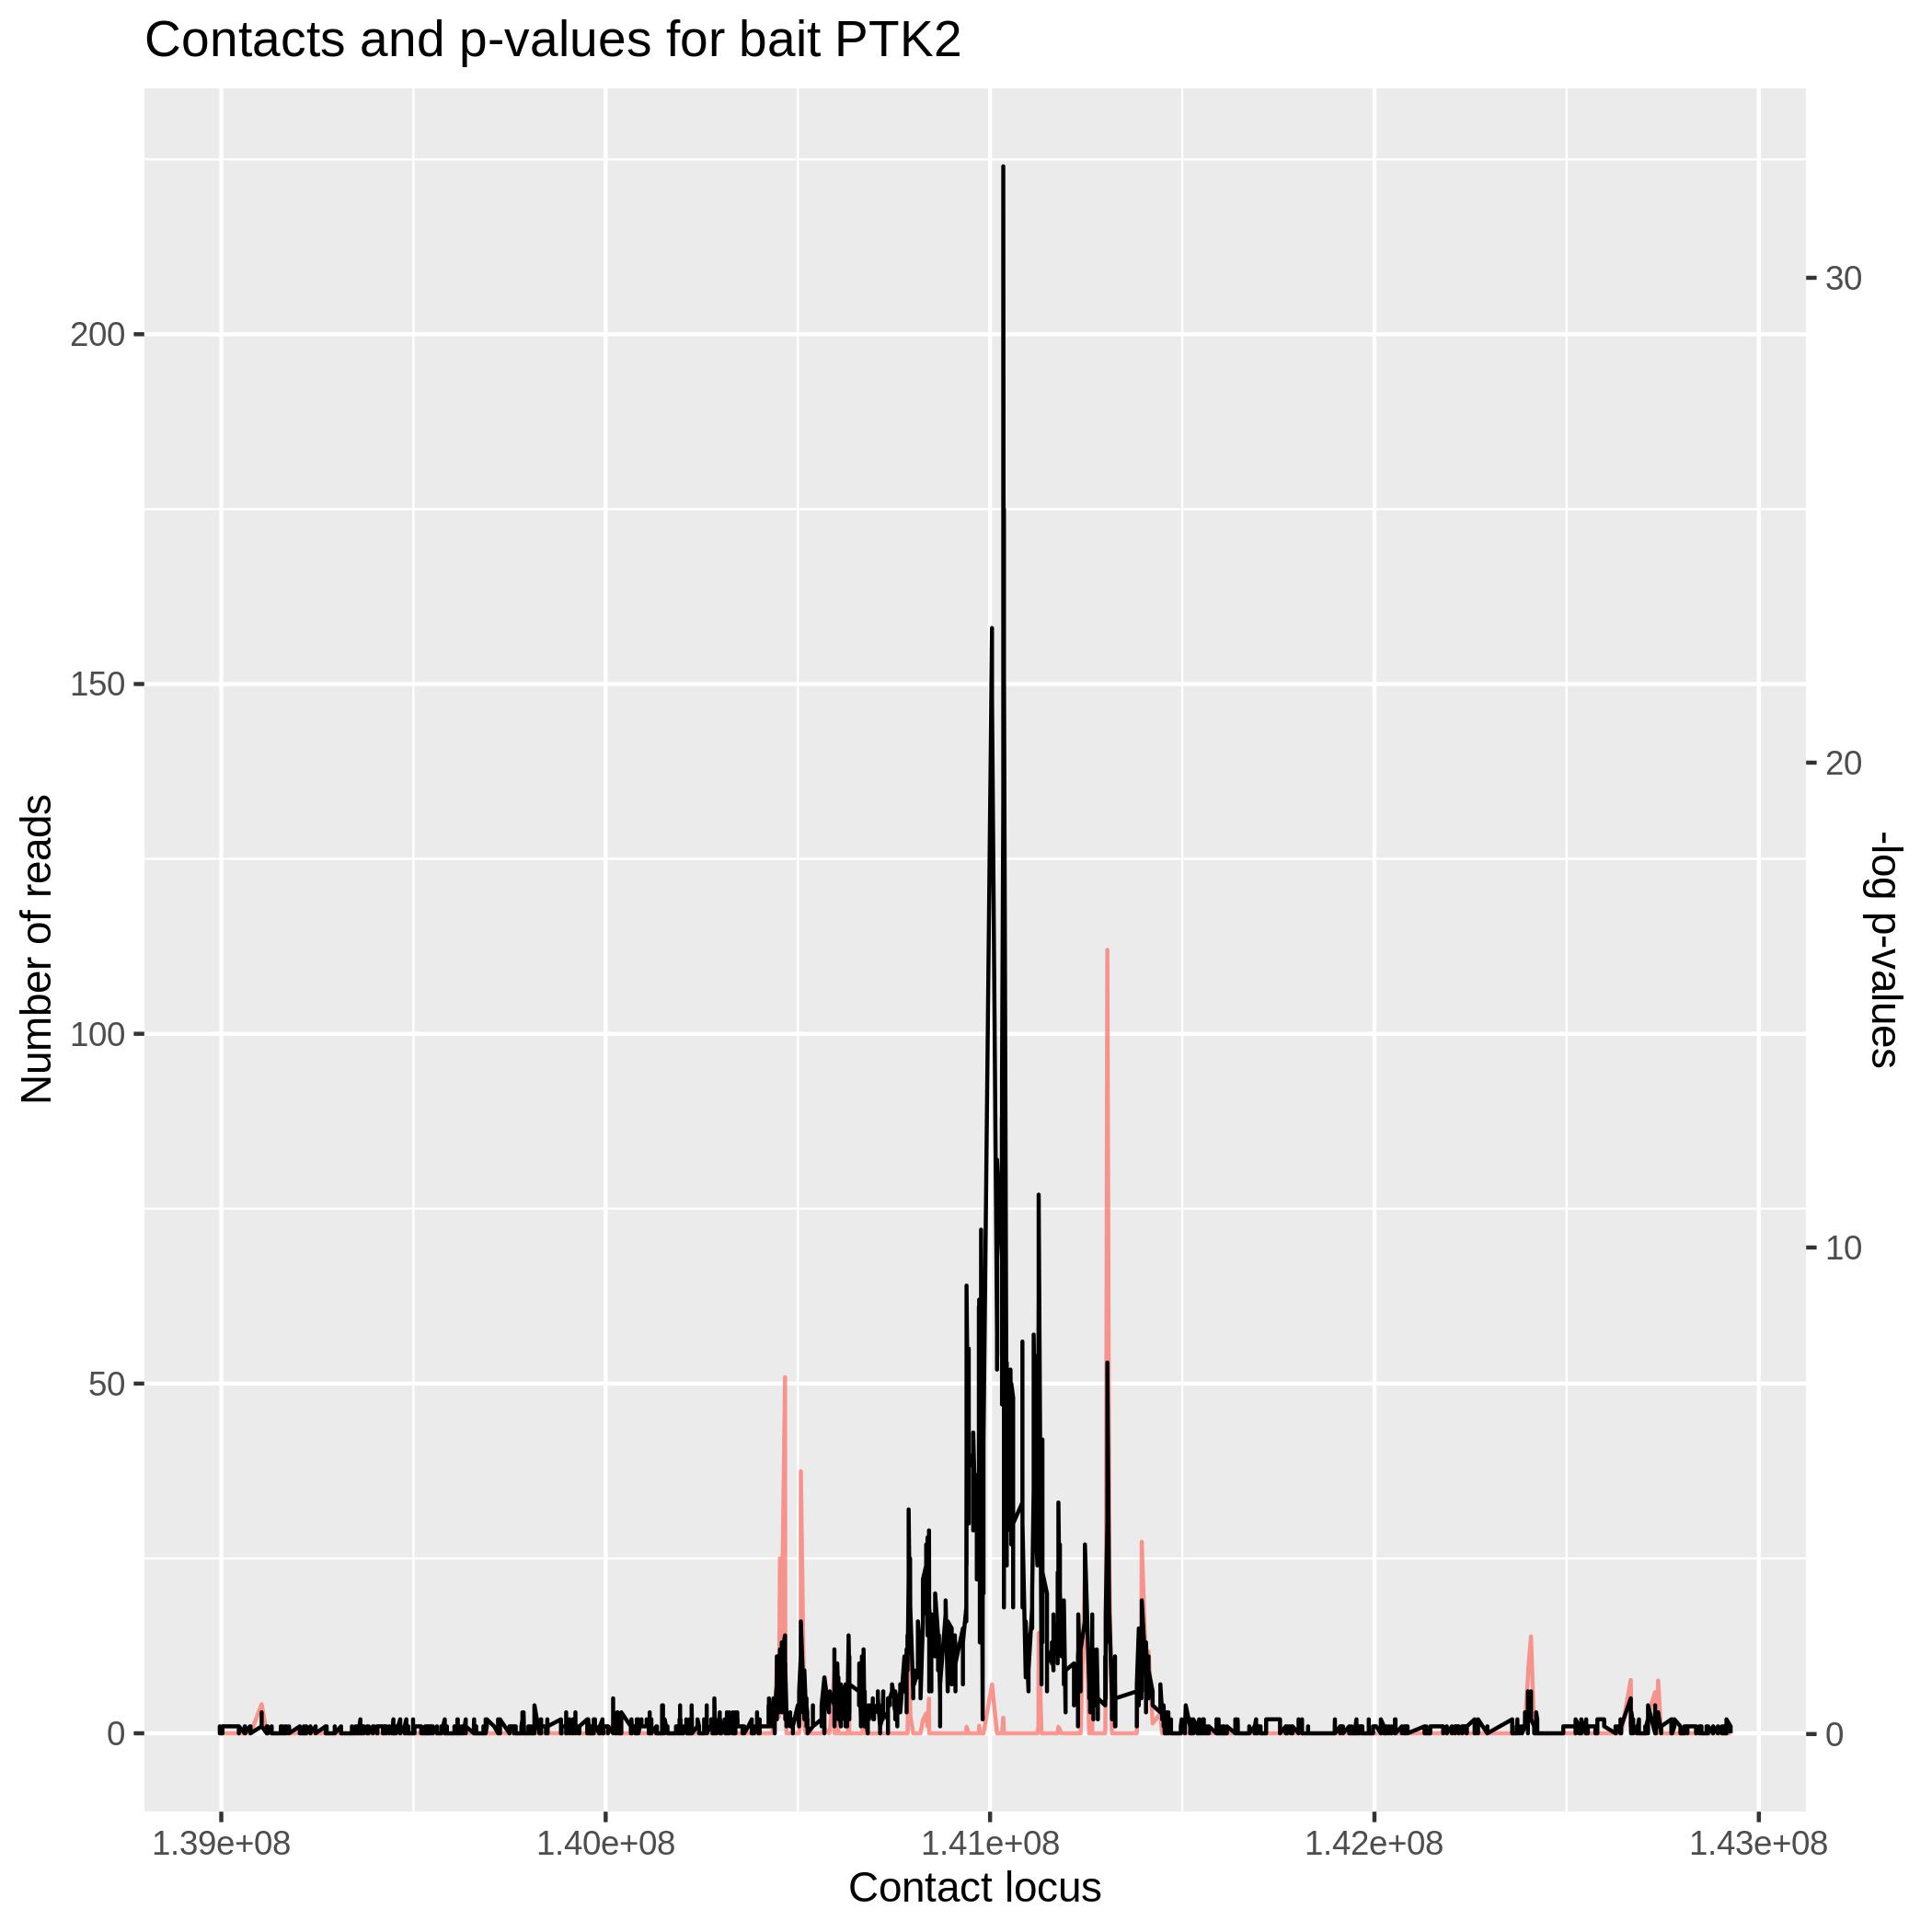 Contacts and p-values for bait PTK2
Number of reads
200
150
100
50
0
30
20
10
0
-log p-values
1.39e+08
1.40e+08
1.41e+08
1.42e+08
1.43e+08
Contact locus